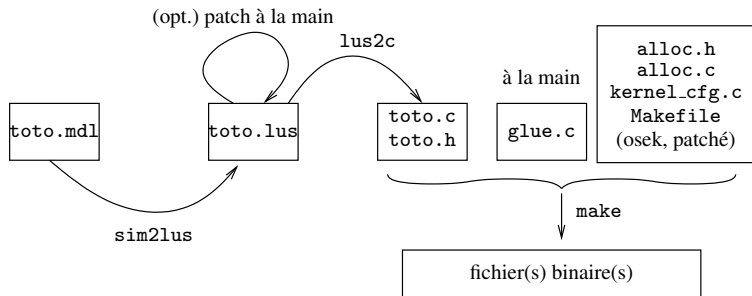 (opt.) patch à la main
lus2c
à la main
alloc.h
alloc.c
kernel_cfg.c
Makefile
(osek, patché)
toto.mdl
toto.lus
toto.c
toto.h
glue.c
sim2lus
make
fichier(s) binaire(s)